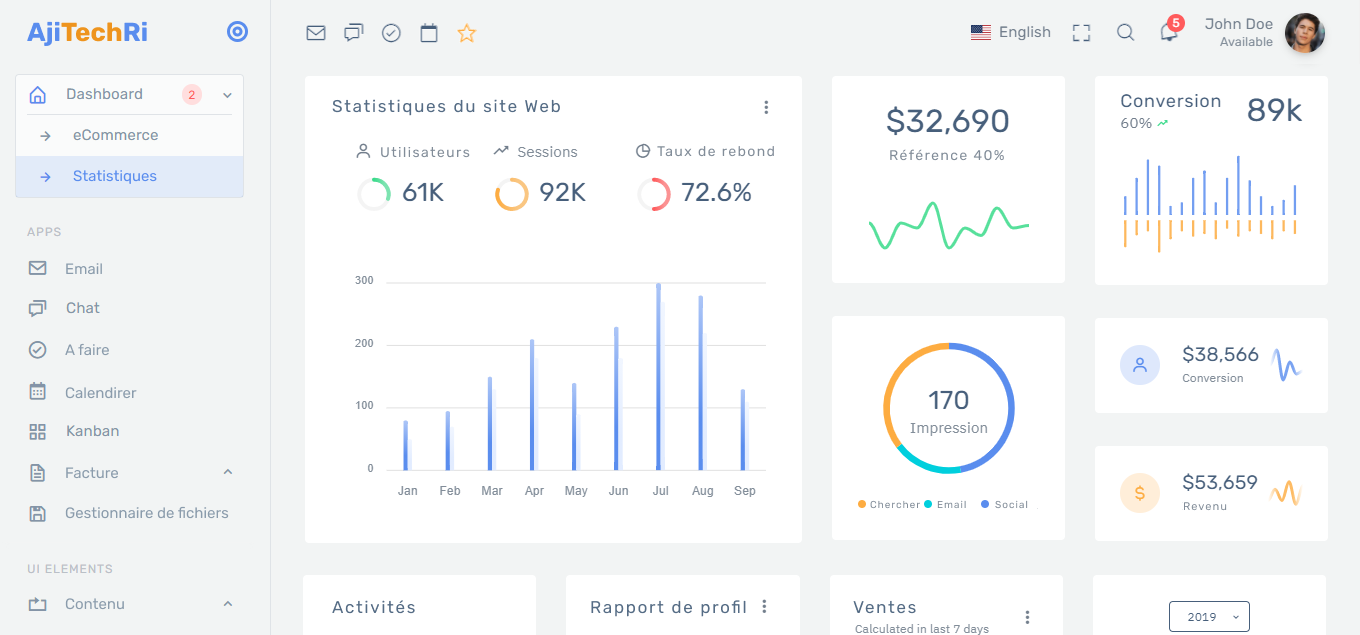 AjiTechRi
Dashboard 2
eCommerce
Statistiques
APPS
Email
Chat
A faire
Calendirer
Kanban
Facture
Gestionnaire de fichiers
UI ELEMENTS
Contenu
English
5
John Doe
Available
Statistiques du site Web
Utilisateurs Sessions Taux de rebond
61K 92K 72.6%
300
200
100
0
Jan Feb Mar Apr May Jun Jul Aug Sep
$32,690
Référence 40%
Conversion 89k
60%
170
Impression
Chercher Email Social
$38,566
Conversion
$
$53,659
Revenu
Activités
Rapport de profil
Ventes
Calculated in last 7 days
2019